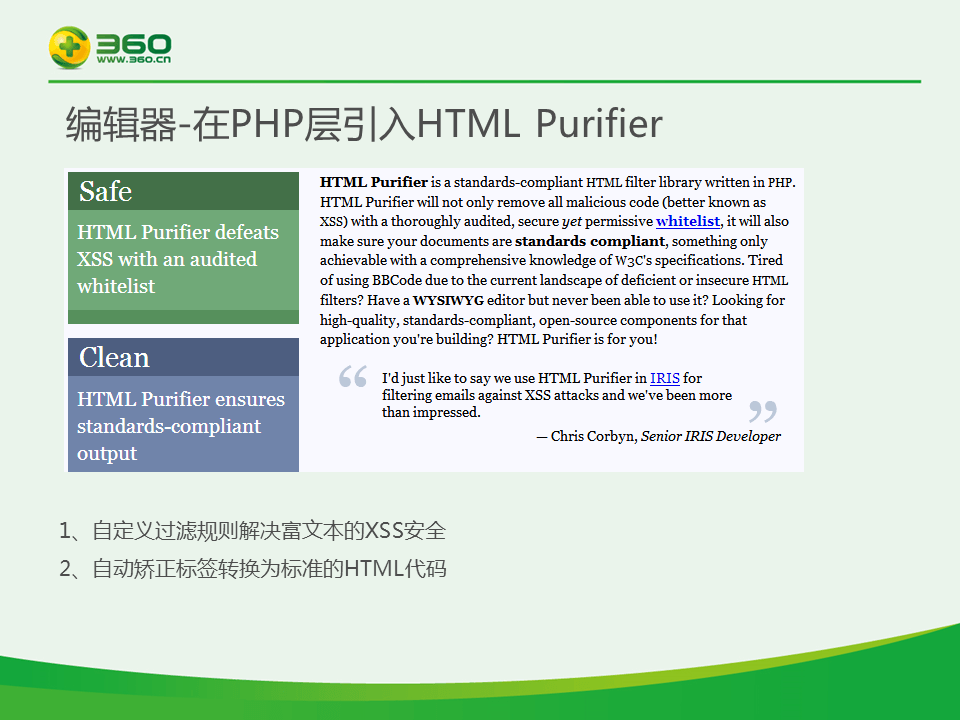 360
www.360.cn
编辑器-在PHP层引入HTML Purifier
Safe
HTML Purifier defeats
XSS with an audited
whitelist
Clean
HTML Purifier ensures
standards-compliant
output
HTML Purifier is a standards-compliant HTML filter library written in PHP.
HTML Purifier will not only remove all malicious code (better known as
XSS) with a thoroughly audited, secure yet permissive whitelist, it will also
make sure your documents are standards compliant, something only
achievable with a comprehensive knowledge of W3C's specifications. Tired
of using BBCode due to the current landscape of deficient or insecure HTML
filters? Have a WYSIWYG editor but never been able to use it? Looking for
high-quality, standards-compliant, open-source components for that
application you're building? HTML Purifier is for you!
“ I'd just like to say we use HTML Purifier in IRIS for
filtering emails against XSS attacks and we've been more
than impressed. ”
— Chris Corbyn, Senior IRIS Developer
1、自定义过滤规则解决富文本的XSS安全
2、自动矫正标签转换为标准的HTML代码